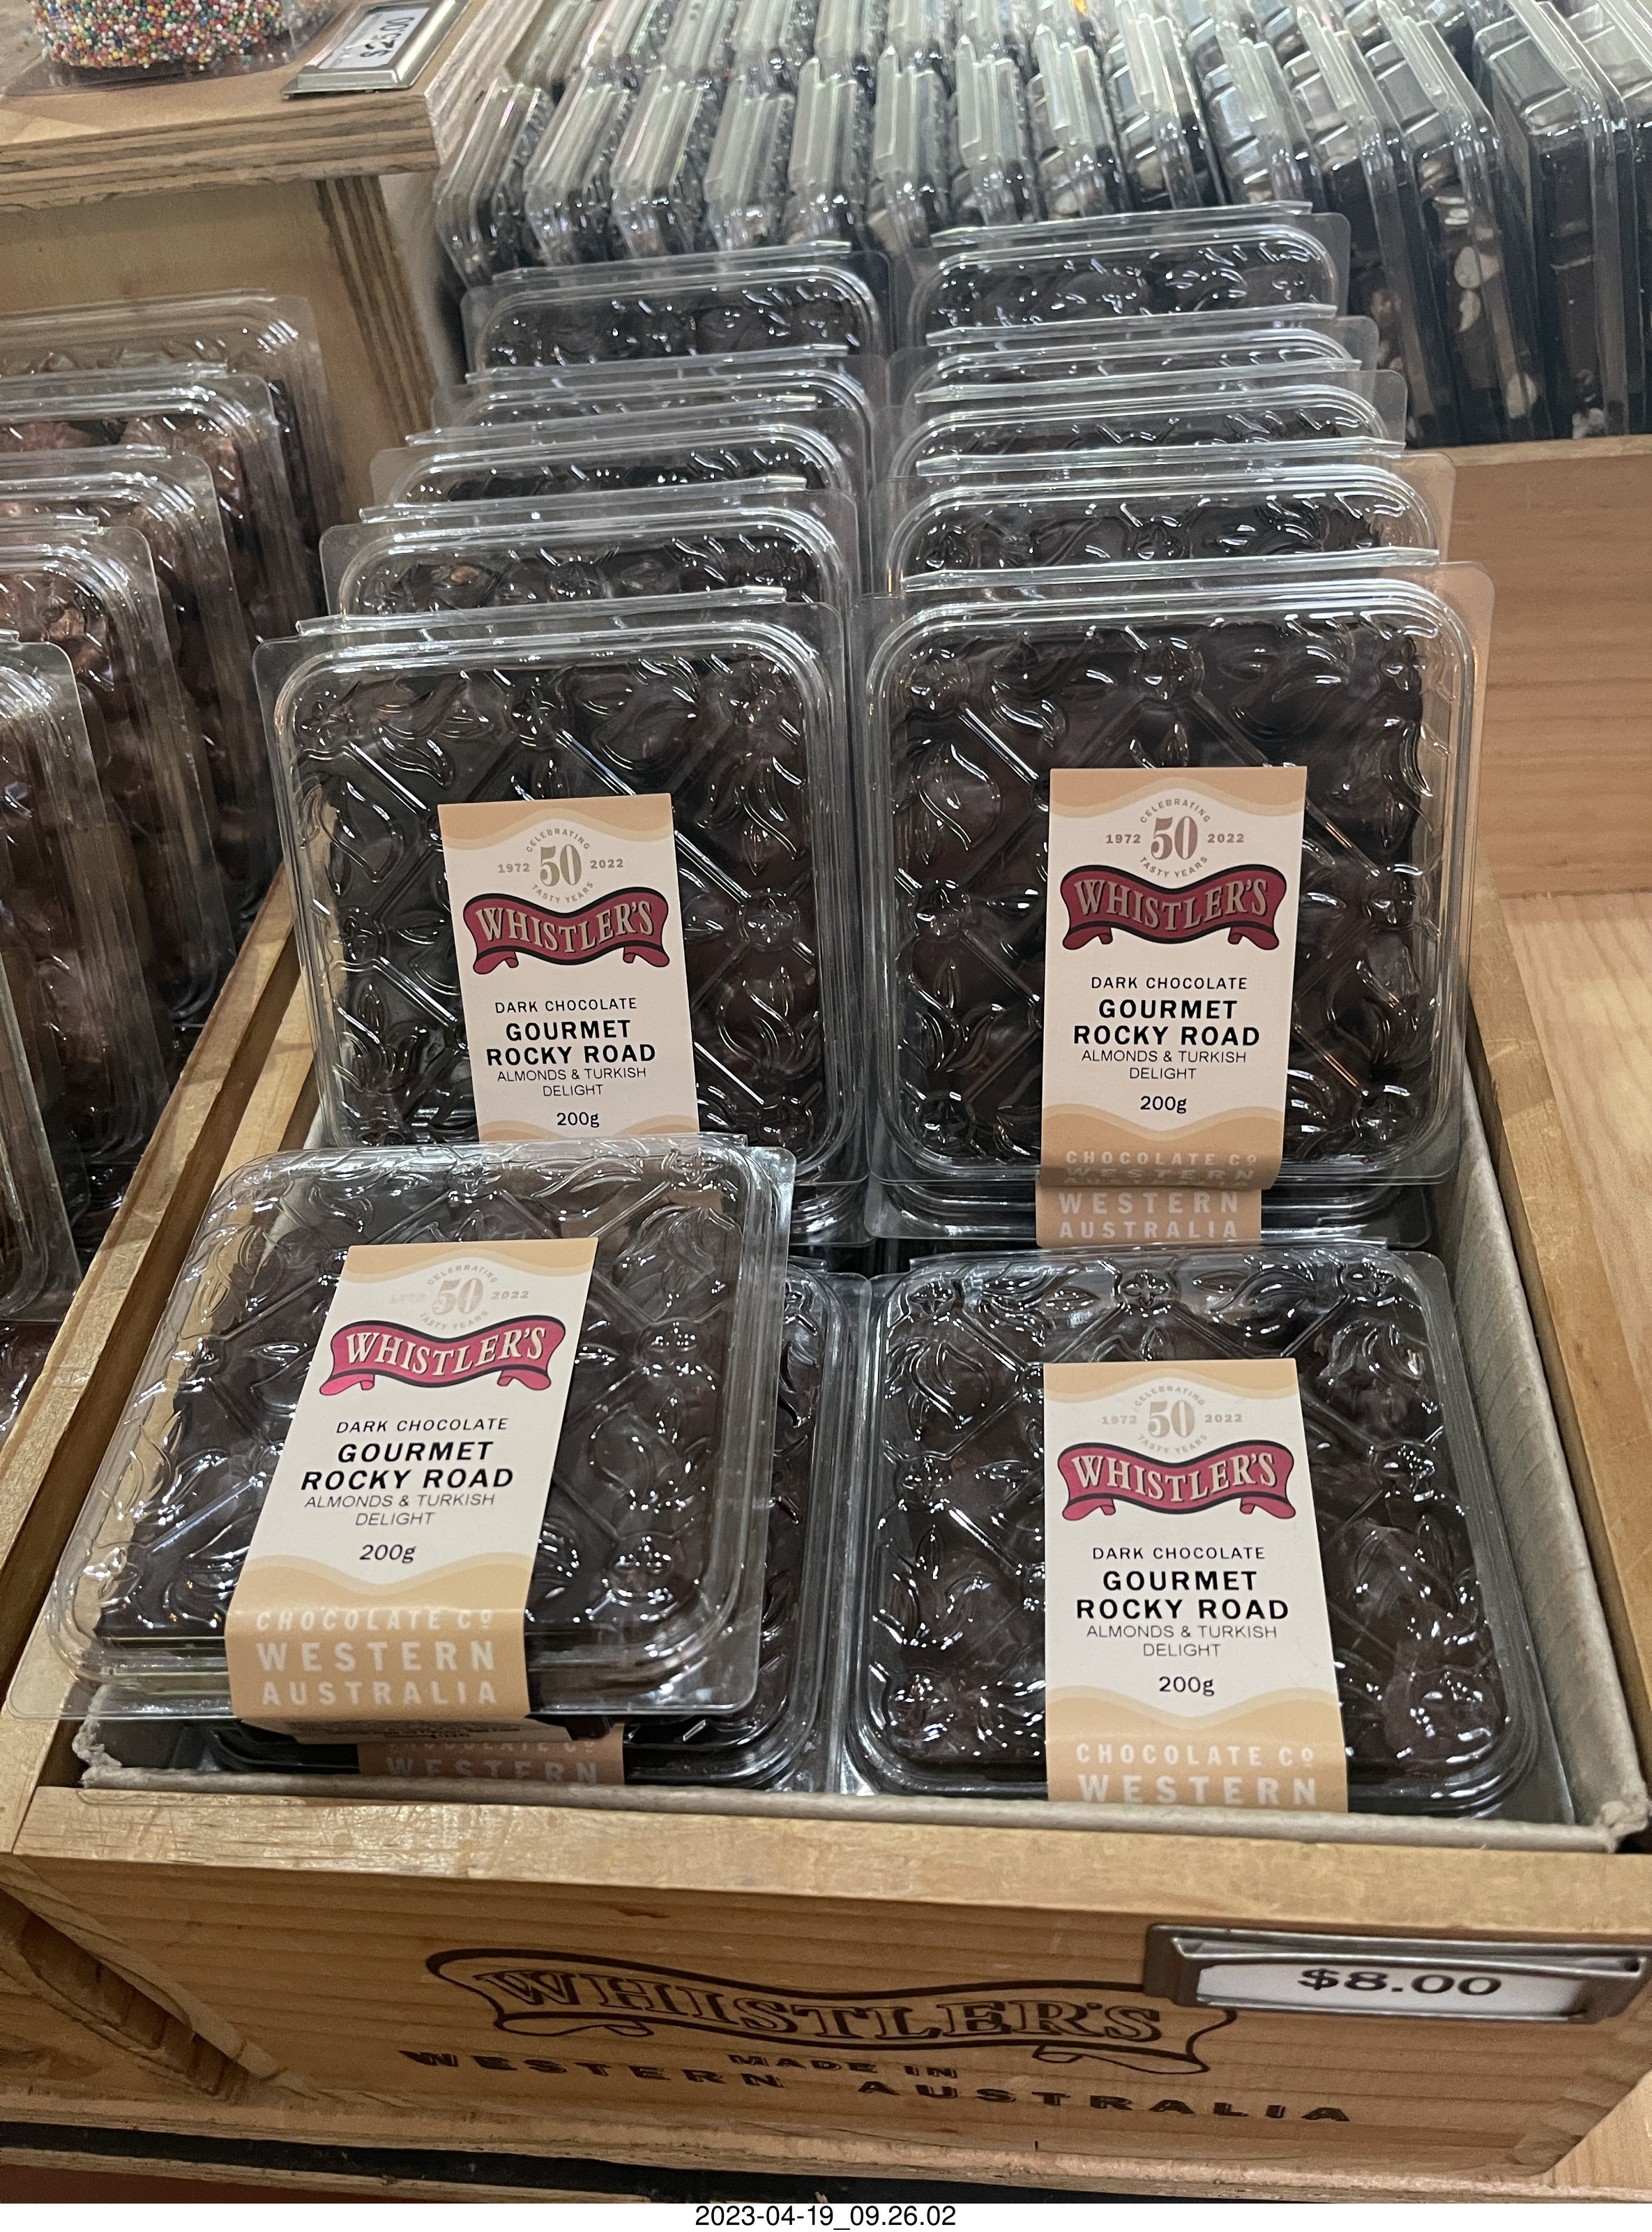 CELEBRATING
1972 50 2022
TASTY YEARS
WHISTLER'S
DARK CHOCOLATE
GOURMET
ROCKY ROAD
ALMONDS & TURKISH
DELIGHT
200g
CELEBRATING
1972 50 2022
TASTY YEARS
WHISTLER'S
DARK CHOCOLATE
GOURMET
ROCKY ROAD
ALMONDS & TURKISH
DELIGHT
200g
CHOCOLATE Cº
WESTERN
WESTERN
AUSTRALIA
CELEBRATING
50 2022
TASTY YEARS
WHISTLER'S
DARK CHOCOLATE
GOURMET
ROCKY ROAD
ALMONDS & TURKISH
DELIGHT
200g
CHOCOLATE Cº
WESTERN
AUSTRALIA
WESTERN
CELEBRATING
1972 50 2022
TASTY YEARS
WHISTLER'S
DARK CHOCOLATE
GOURMET
ROCKY ROAD
ALMONDS & TURKISH
DELIGHT
200g
CHOCOLATE Cº
WESTERN
$8.00
WHISTLER'S
MADE IN
WESTERN AUSTRALIA
2023-04-19_09.26.02